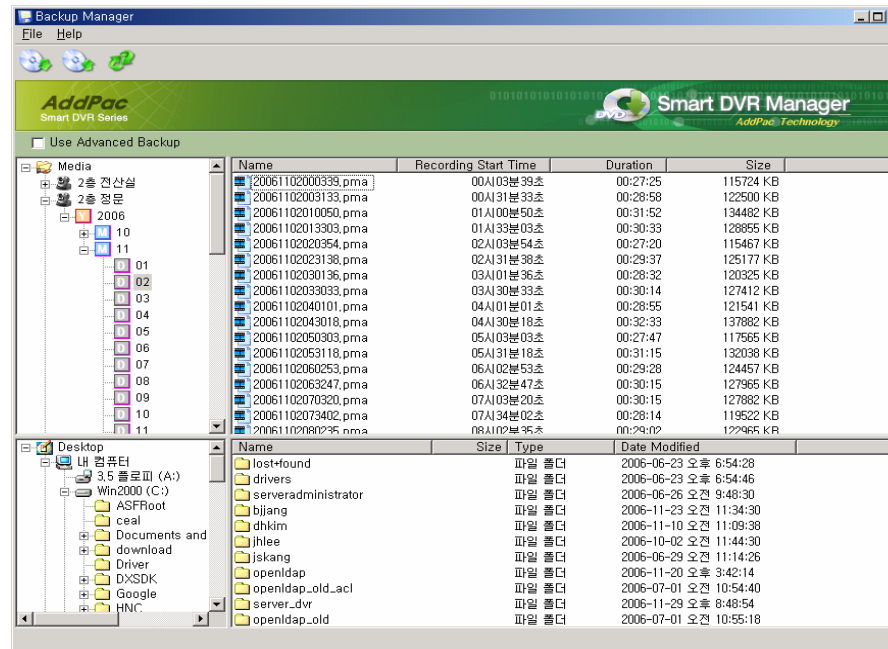 Backup Manager
File Help
AddPac
Smart DVR Series
Smart DVR Manager
AddPac Technology
Use Advanced Backup
Media
2층 전산실
2층 정문
2006
10
11
01
02
03
04
05
06
07
08
09
10
11
Name Recording Start Time Duration Size
20061102000339.pma 00시03분39초 00:27:25 115724 KB
20061102003133.pma 00시31분33초 00:28:58 122500 KB
20061102010050.pma 01시00분50초 00:31:52 134482 KB
20061102013303.pma 01시33분03초 00:30:33 128855 KB
20061102020354.pma 02시03분54초 00:27:20 115467 KB
20061102023138.pma 02시31분38초 00:29:37 125177 KB
20061102030136.pma 03시01분36초 00:28:32 120325 KB
20061102033033.pma 03시30분33초 00:30:14 127412 KB
20061102040101.pma 04시01분01초 00:28:55 121541 KB
20061102043018.pma 04시30분18초 00:32:33 137882 KB
20061102050303.pma 05시03분03초 00:27:47 117565 KB
20061102053118.pma 05시31분18초 00:31:15 132038 KB
20061102060253.pma 06시02분53초 00:29:28 124457 KB
20061102063247.pma 06시32분47초 00:30:15 127965 KB
20061102070320.pma 07시03분20초 00:30:15 127882 KB
20061102073402.pma 07시34분02초 00:28:14 119522 KB
20061102080235.pma 08시02분35초 00:29:02 122965 KB
Desktop
내 컴퓨터
3.5 플로피 (A:)
Win2000 (C:)
ASFRoot
ceal
Documents and
download
Driver
DXSDK
Google
HNC
Name Size Type Date Modified
lost+found 파일 폴더 2006-06-23 오후 6:54:28
drivers 파일 폴더 2006-06-23 오후 6:54:46
serveradministrator 파일 폴더 2006-06-26 오전 9:48:30
bjjang 파일 폴더 2006-11-23 오전 11:34:30
dhkim 파일 폴더 2006-11-10 오전 11:09:38
jhlee 파일 폴더 2006-10-02 오전 11:44:30
jskang 파일 폴더 2006-06-29 오전 11:14:26
openldap 파일 폴더 2006-11-20 오후 3:42:14
openldap_old_acl 파일 폴더 2006-07-01 오전 10:54:40
server_dvr 파일 폴더 2006-11-29 오후 8:48:54
openldap_old 파일 폴더 2006-07-01 오전 10:55:18